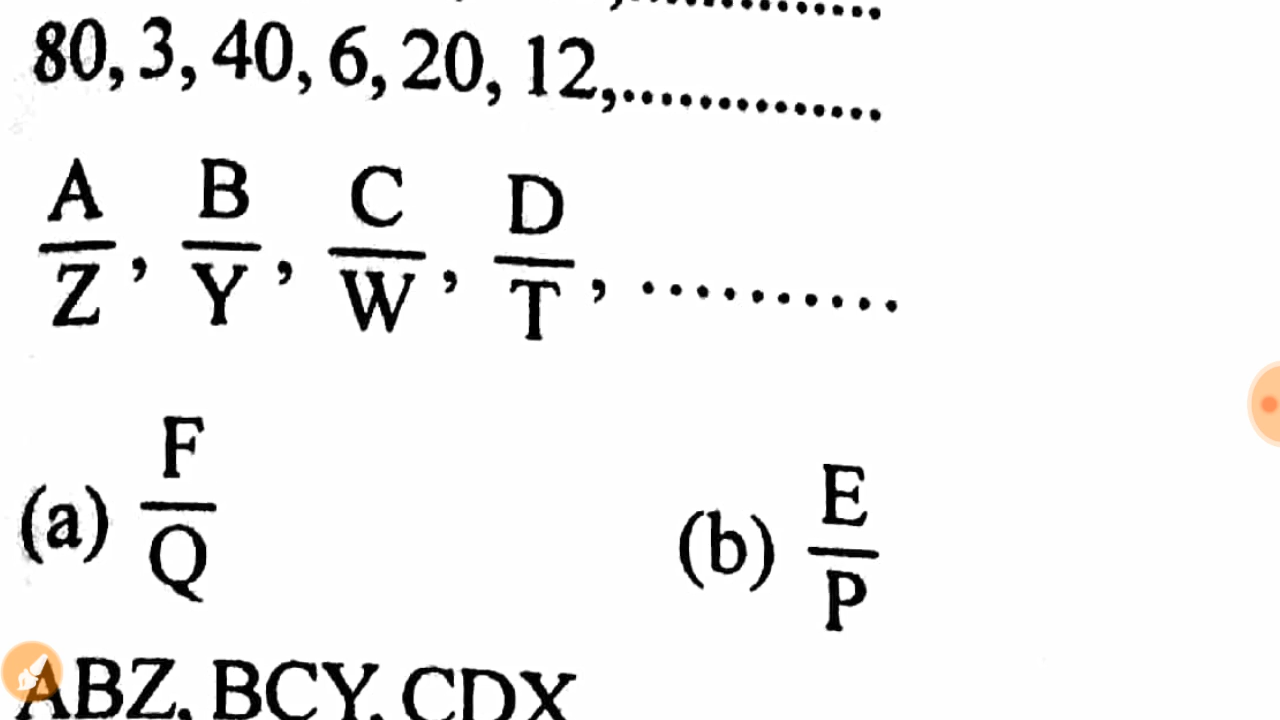 80, 3, 40, 6, 20, 12,..............
A/Z, B/Y, C/W, D/T, ..........
(a) F/Q (b) E/P
ABZ, BCY, CDX